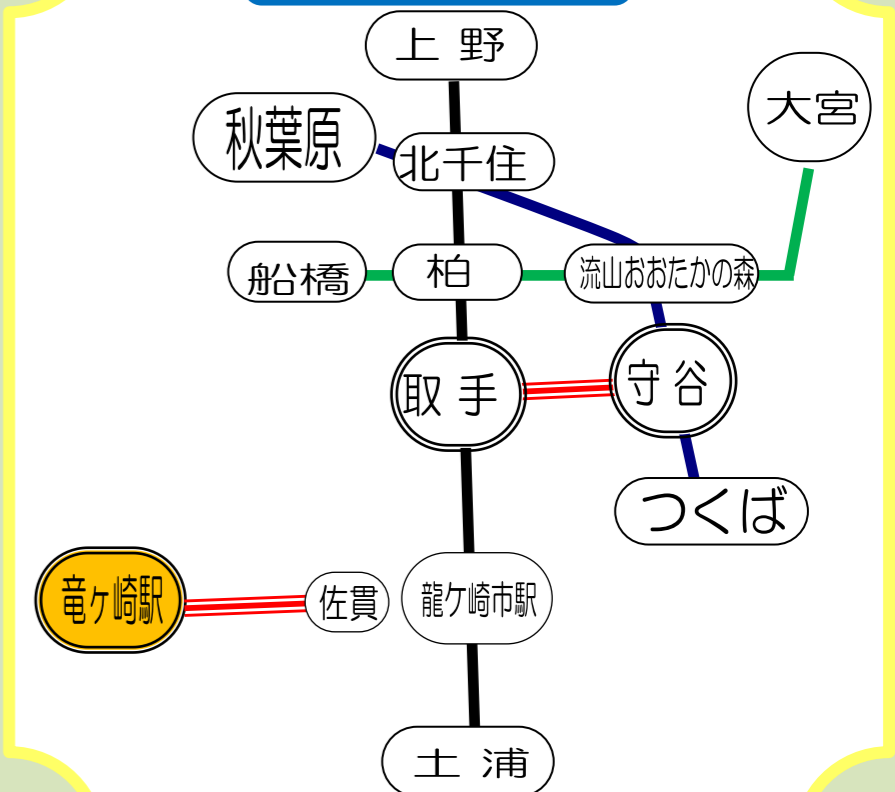 上野
秋葉原
北千住
大宮
船橋
柏
流山おおたかの森
取手
守谷
つくば
竜ヶ崎駅
佐貫
龍ケ崎市駅
土浦